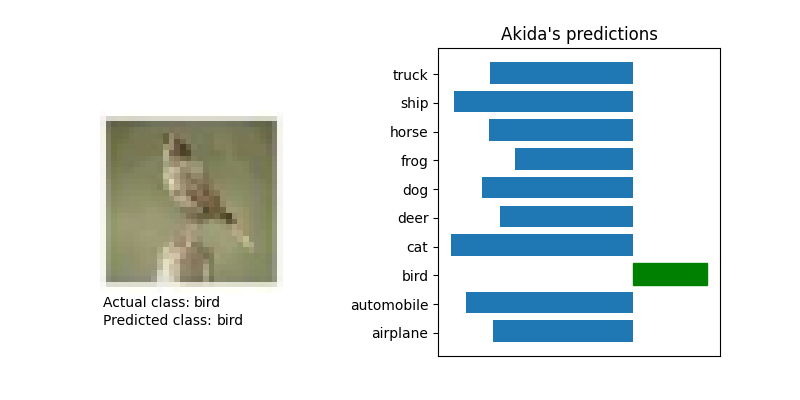 Akida's predictions
truck
ship
horse
frog
dog
deer
cat
bird
automobile
airplane
Actual class: bird
Predicted class: bird